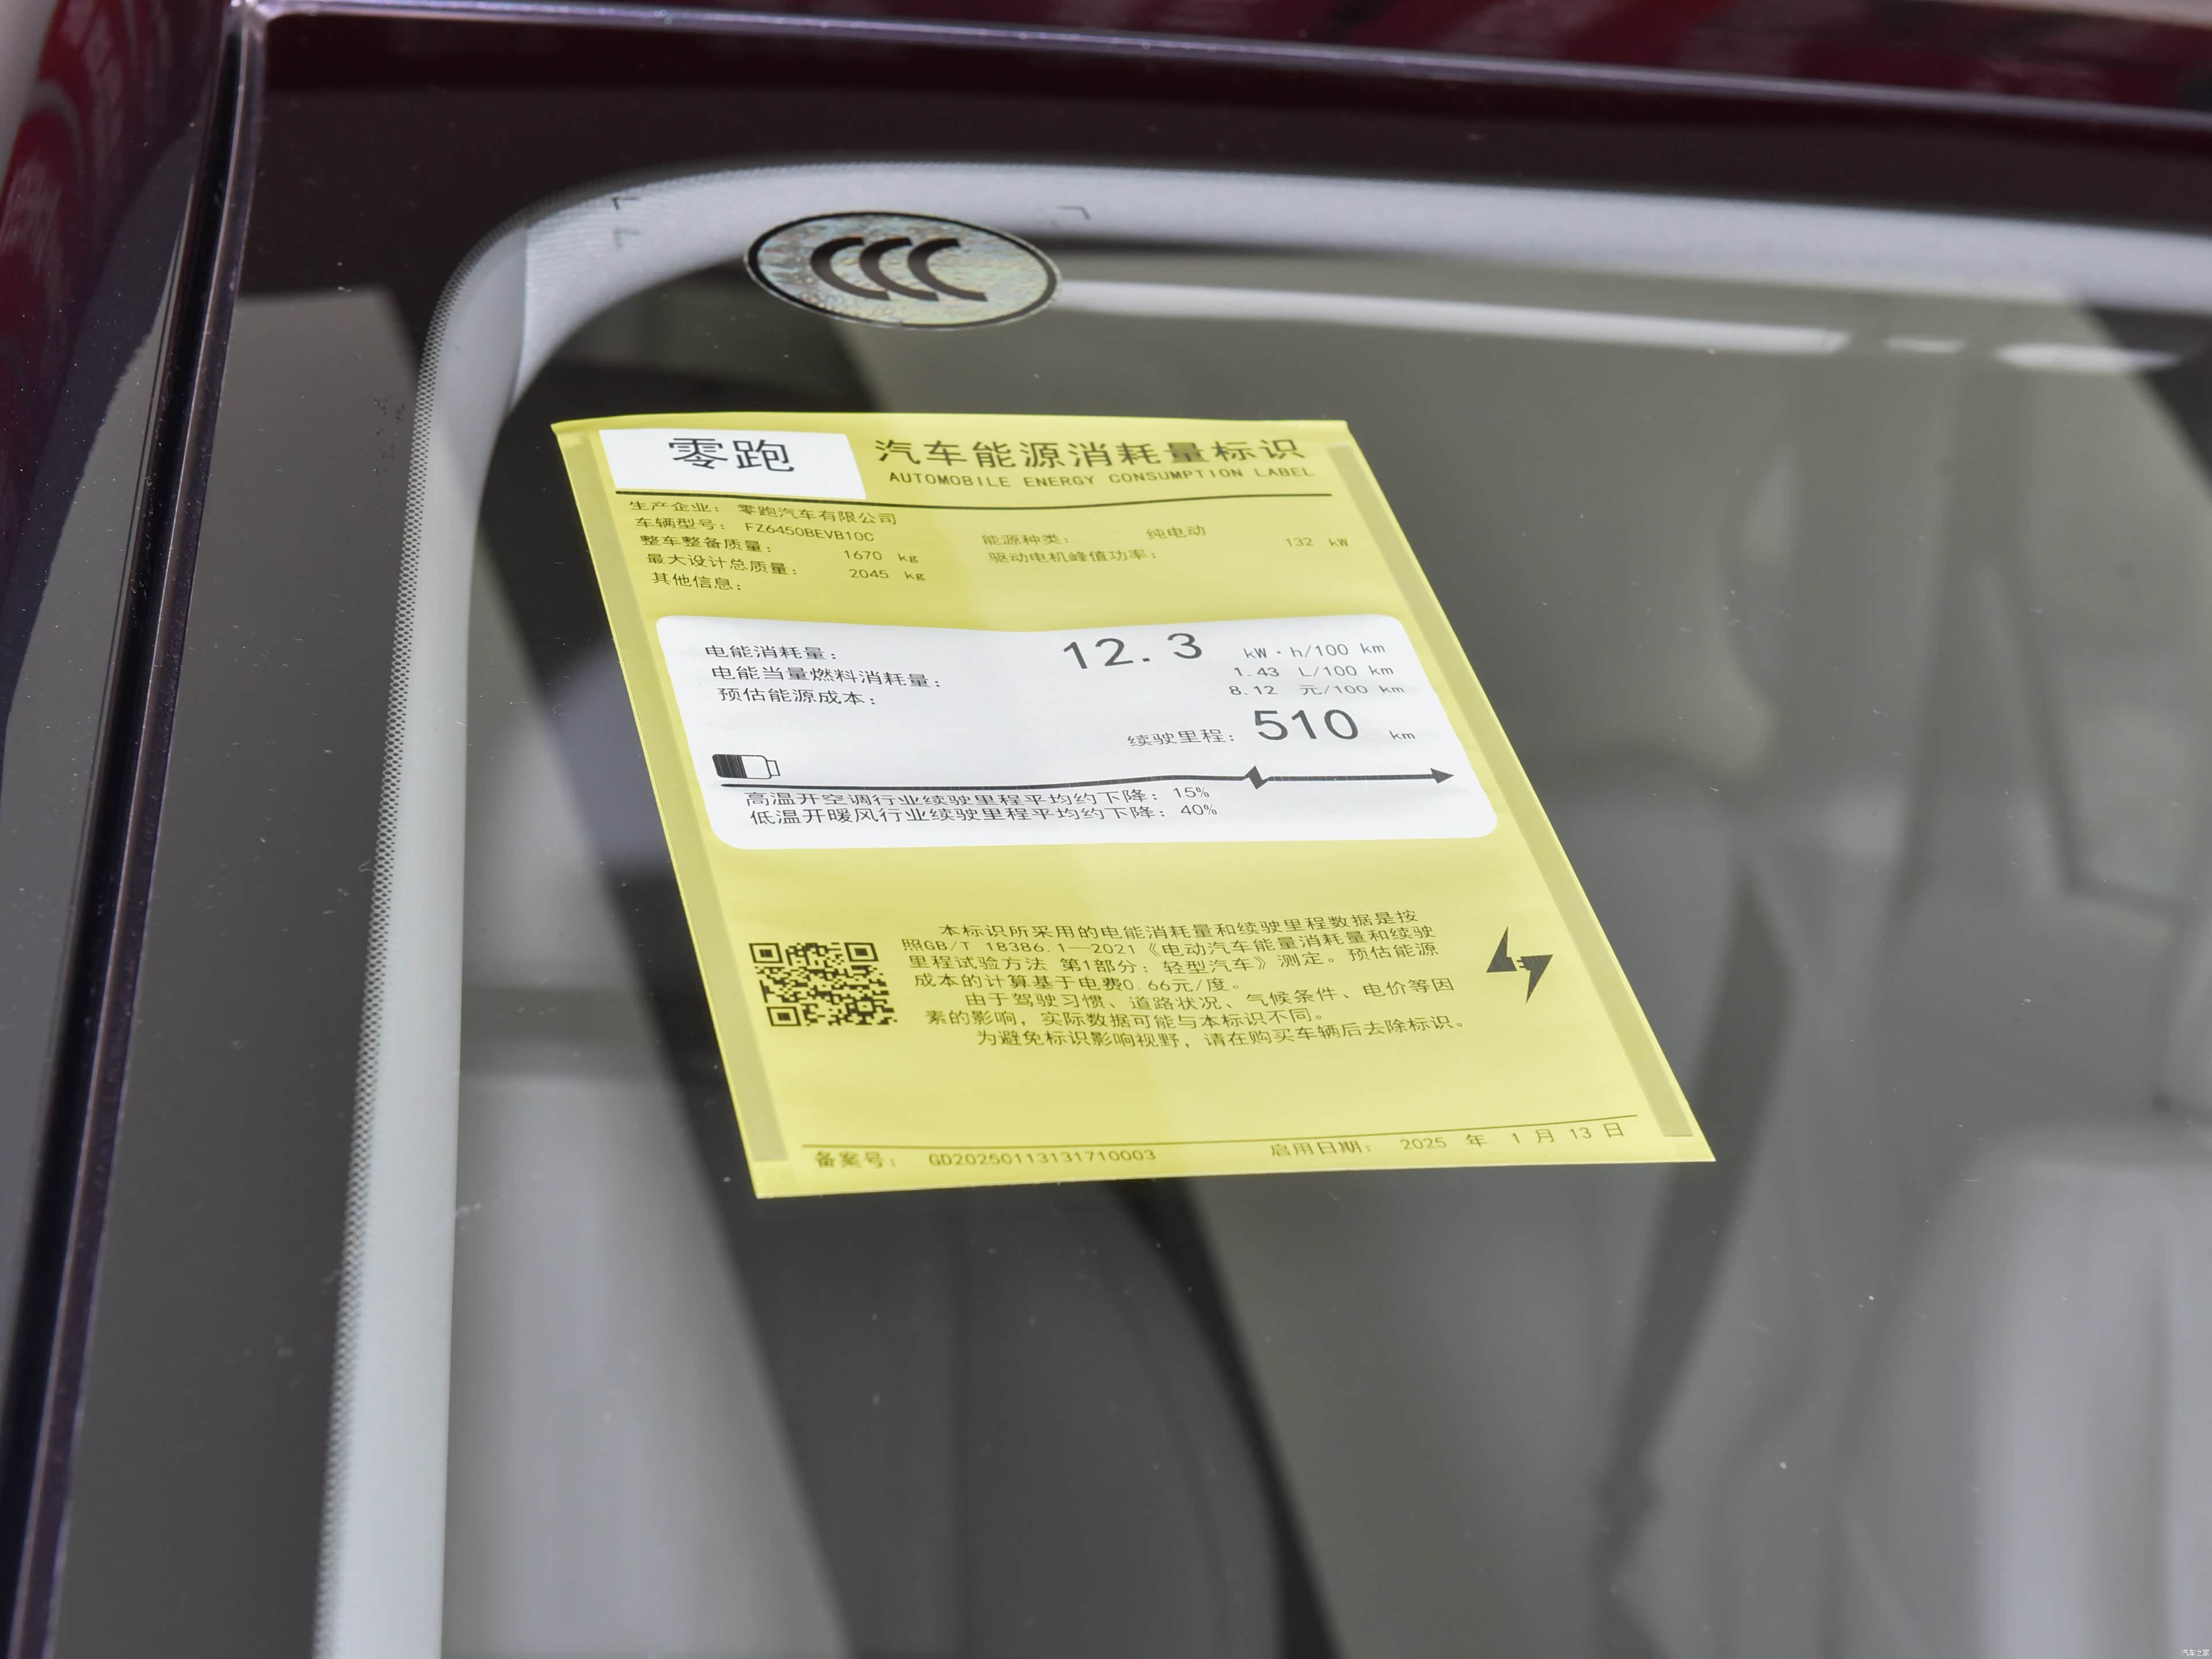 CCC
零跑
汽车能源消耗量标识
AUTOMOBILE ENERGY CONSUMPTION LABEL
生产企业: 零跑汽车有限公司
车辆型号: FZ6450BEVB10C
能源种类: 纯电动
整车整备质量: 1670 kg
驱动电机峰值功率: 132 kW
最大设计总质量: 2045 kg
其他信息:
电能消耗量: 12.3 kW·h/100 km
电能当量燃料消耗量: 1.43 L/100 km
预估能源成本: 8.12 元/100 km
续驶里程: 510 km
高温开空调行业续驶里程平均约下降: 15%
低温开暖风行业续驶里程平均约下降: 40%
本标识所采用的电能消耗量和续驶里程数据是按
照GB/T 18386.1—2021《电动汽车能量消耗量和续驶
里程试验方法 第1部分:轻型汽车》测定。预估能源
成本的计算基于电费0.66元/度。
由于驾驶习惯、道路状况、气候条件、电价等因
素的影响，实际数据可能与本标识不同。
为避免标识影响视野，请在购买车辆后去除标识。
备案号: GD20250113131710003
启用日期: 2025 年 1 月 13 日
汽车之家